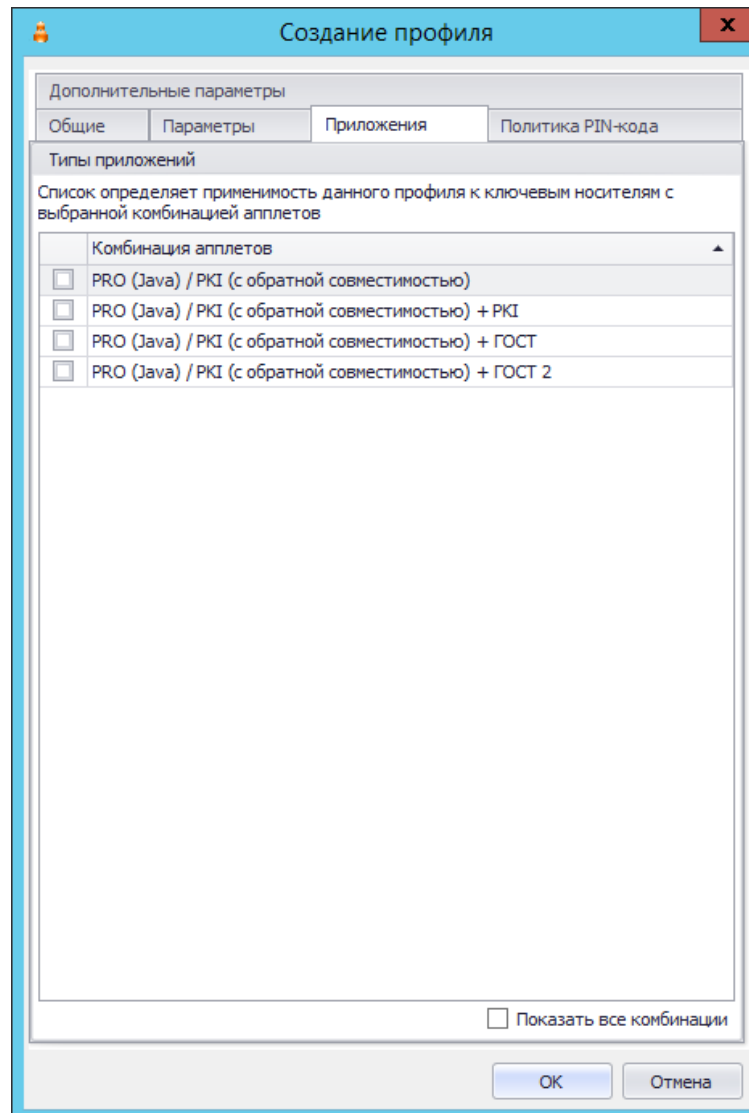 Создание профиля
x
Дополнительные параметры
Общие
Параметры
Приложения
Политика PIN-кода
Типы приложений
Список определяет применимость данного профиля к ключевым носителям с
выбранной комбинацией апплетов
Комбинация апплетов
PRO (Java) / PKI (с обратной совместимостью)
PRO (Java) / PKI (с обратной совместимостью) + PKI
PRO (Java) / PKI (с обратной совместимостью) + ГОСТ
PRO (Java) / PKI (с обратной совместимостью) + ГОСТ 2
Показать все комбинации
ОК
Отмена